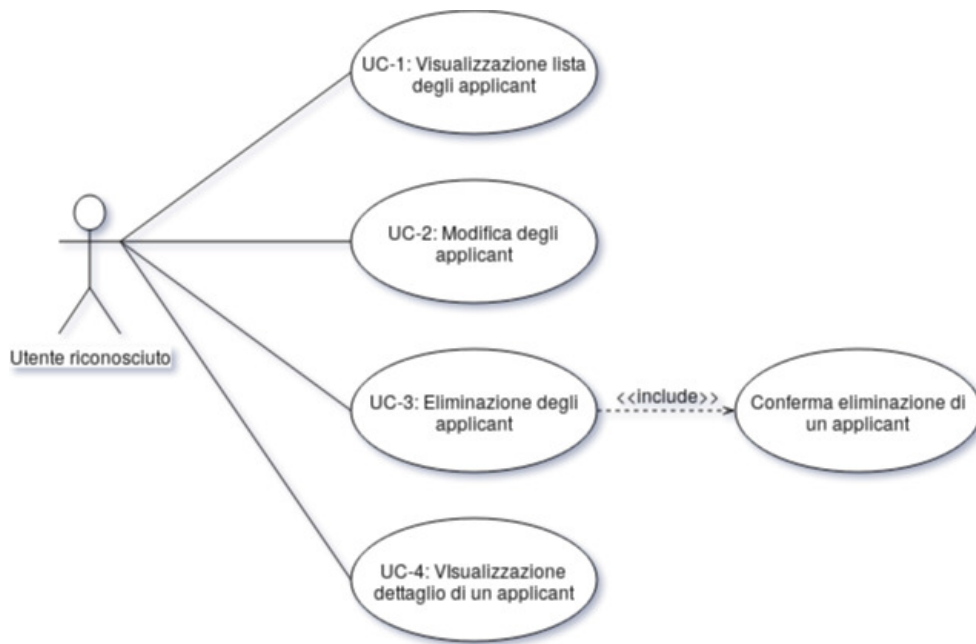 UC-1: Visualizzazione lista
degli applicant
UC-2: Modifica degli
applicant
Utente riconosciuto
UC-3: Eliminazione degli
applicant
<<include>>
Conferma eliminazione di
un applicant
UC-4: VIsualizzazione
dettaglio di un applicant